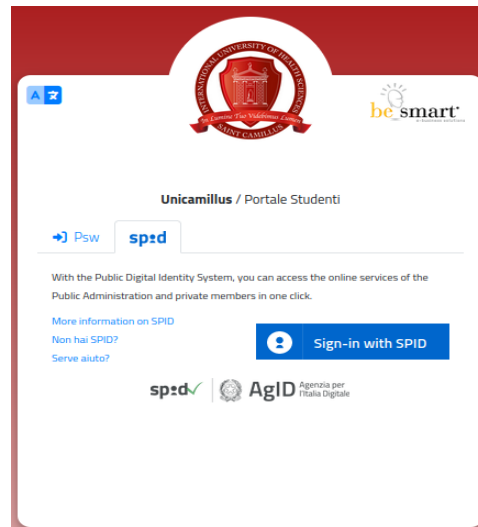 INTERNATIONAL UNIVERSITY OF HEALTH SCIENCES
In Lumine Tuo Videbimus Lumen
SAINT CAMILLUS
A
be smart
e-business solutions
Unicamillus / Portale Studenti
Psw
spid
With the Public Digital Identity System, you can access the online services of the
Public Administration and private members in one click.
More information on SPID
Non hai SPID?
Serve aiuto?
Sign-in with SPID
spid
AgID Agenzia per
l'Italia Digitale